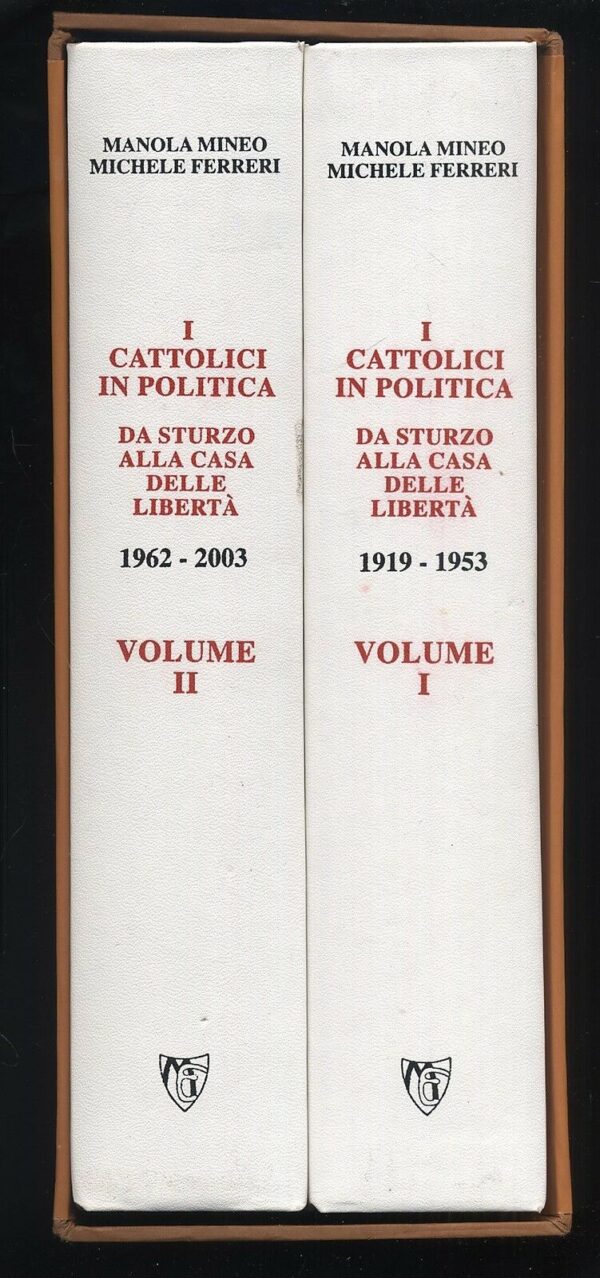 MANOLA MINEO
MICHELE FERRERI
I
CATTOLICI
IN POLITICA
DA STURZO
ALLA CASA
DELLE
LIBERTÀ
1962 - 2003
VOLUME
II
MANOLA MINEO
MICHELE FERRERI
I
CATTOLICI
IN POLITICA
DA STURZO
ALLA CASA
DELLE
LIBERTÀ
1919 - 1953
VOLUME
I